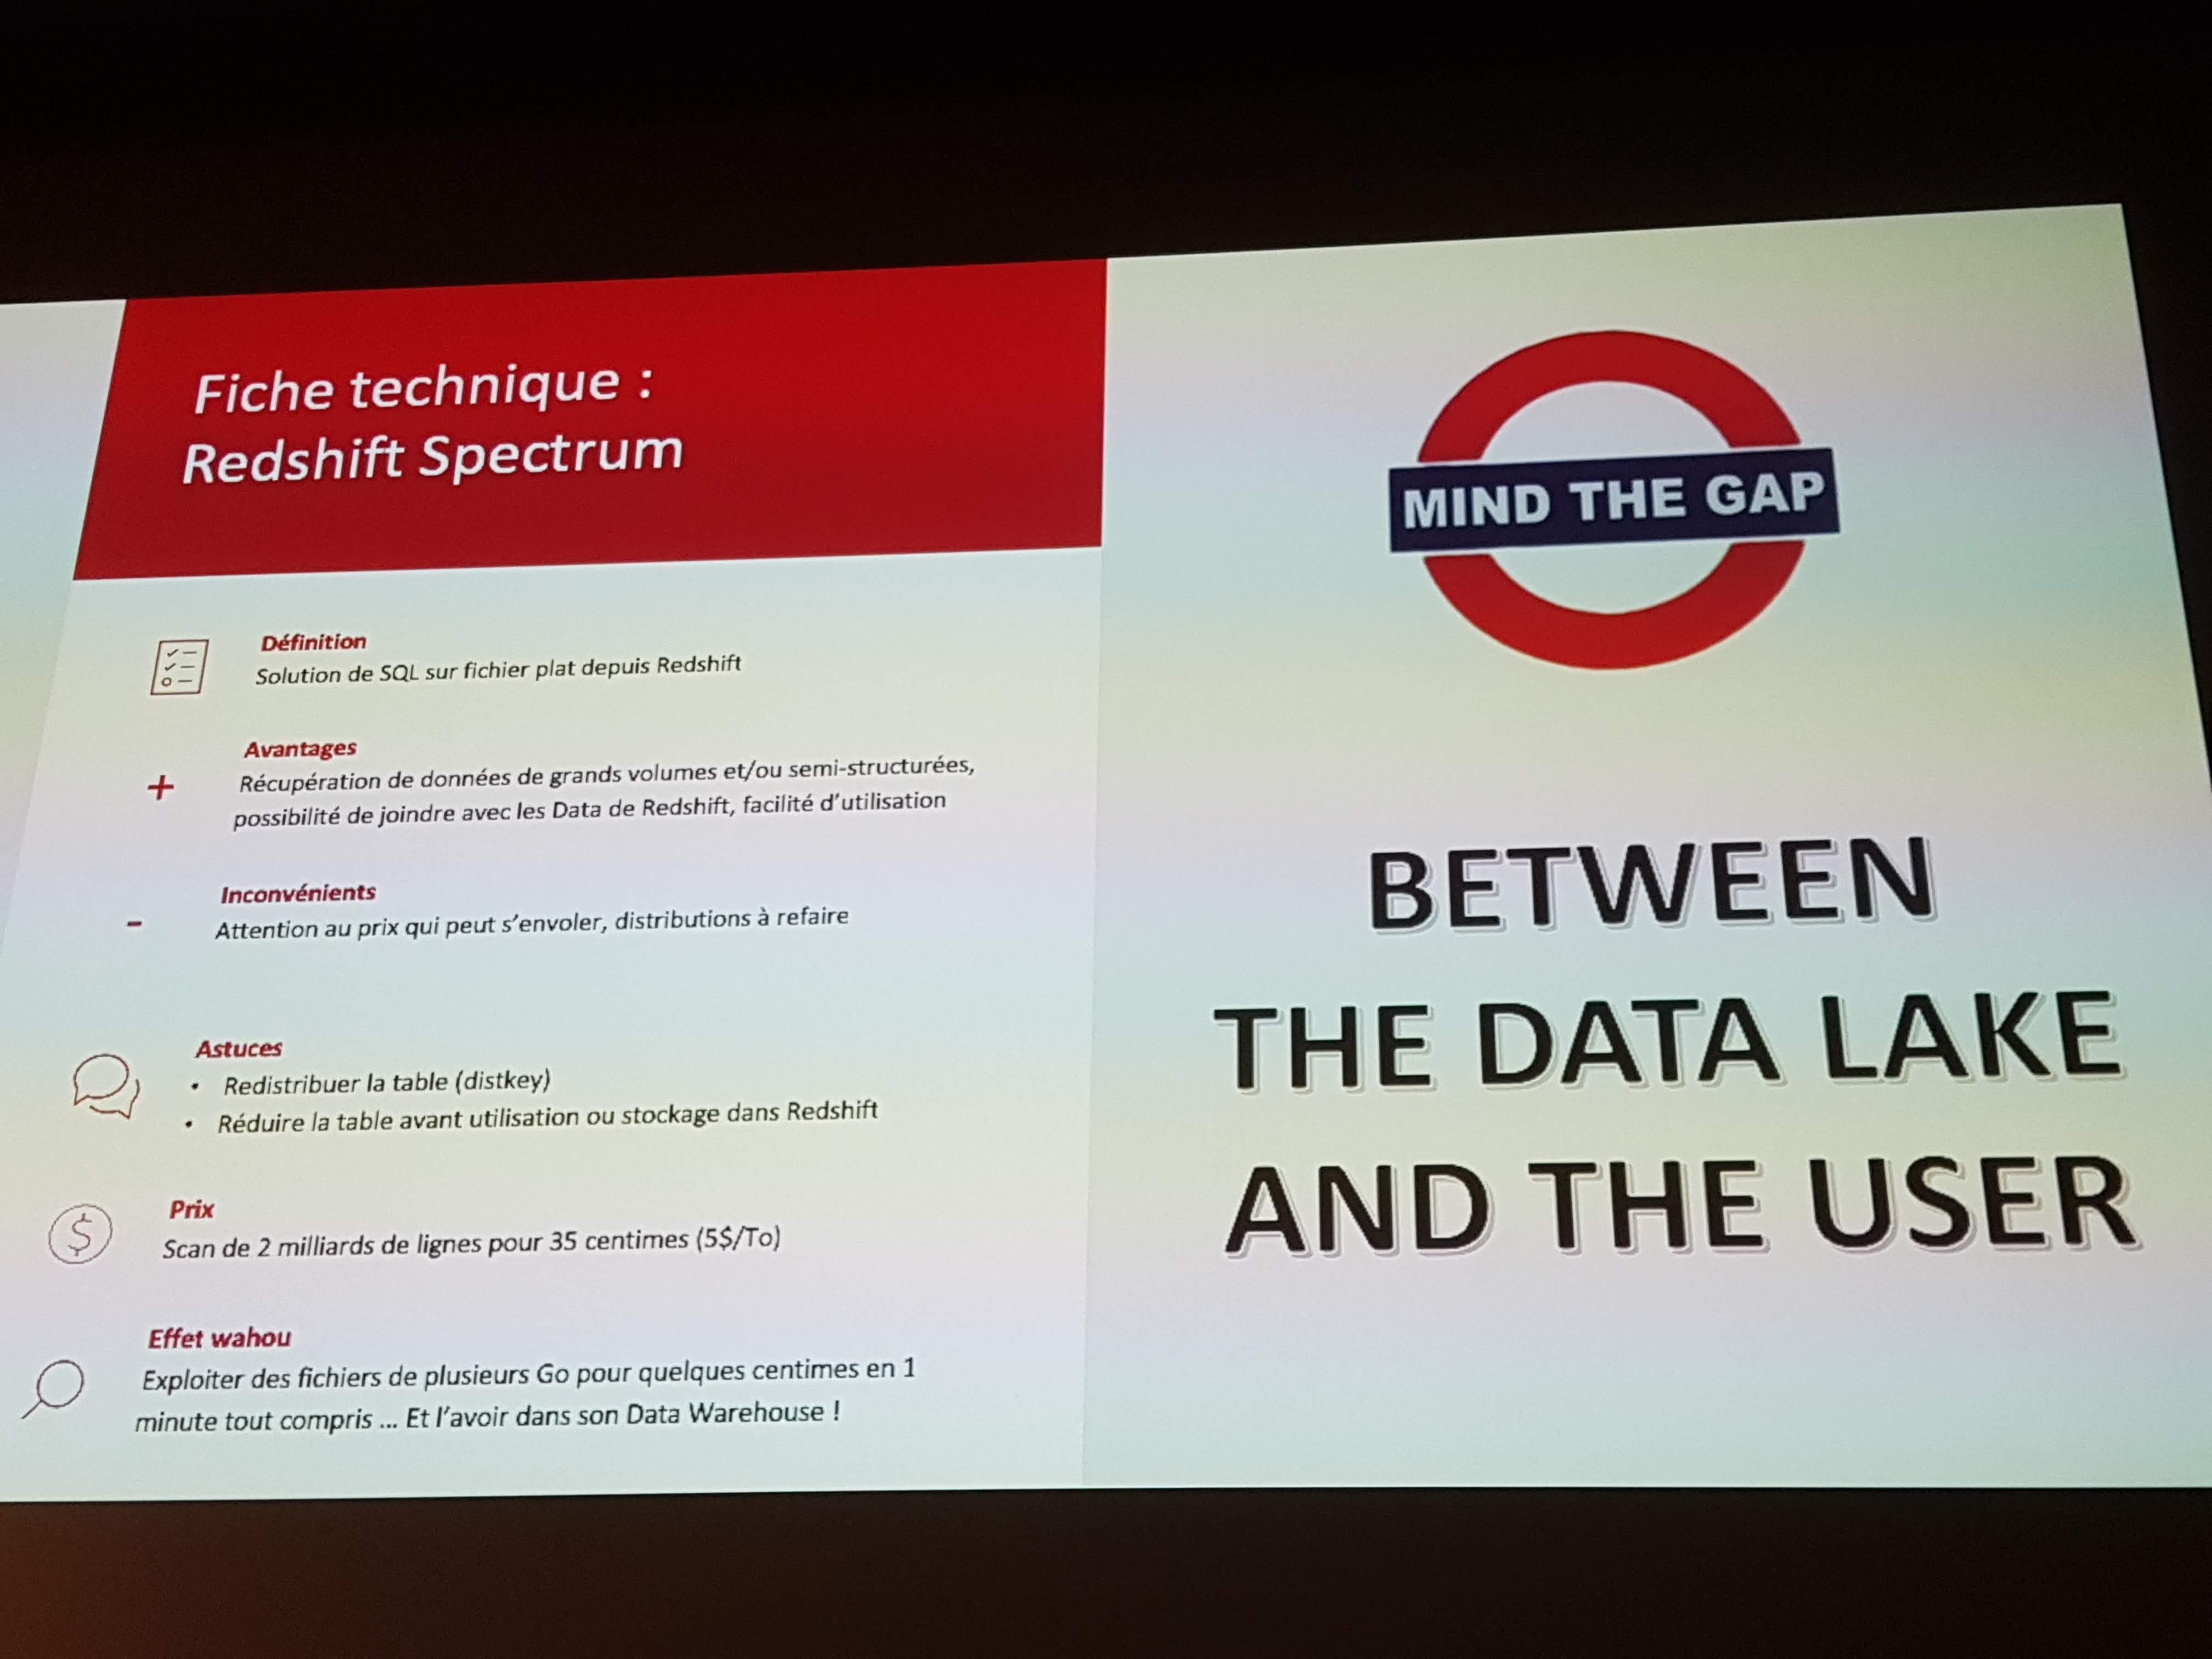 Fiche technique :
Redshift Spectrum
Définition
Solution de SQL sur fichier plat depuis Redshift
+
Avantages
Récupération de données de grands volumes et/ou semi-structurées,
possibilité de joindre avec les Data de Redshift, facilité d'utilisation
-
Inconvénients
Attention au prix qui peut s'envoler, distributions à refaire
Astuces
• Redistribuer la table (distkey)
• Réduire la table avant utilisation ou stockage dans Redshift
$
Prix
Scan de 2 milliards de lignes pour 35 centimes (5$/To)
Effet wahou
Exploiter des fichiers de plusieurs Go pour quelques centimes en 1
minute tout compris ... Et l'avoir dans son Data Warehouse !
MIND THE GAP
BETWEEN
THE DATA LAKE
AND THE USER